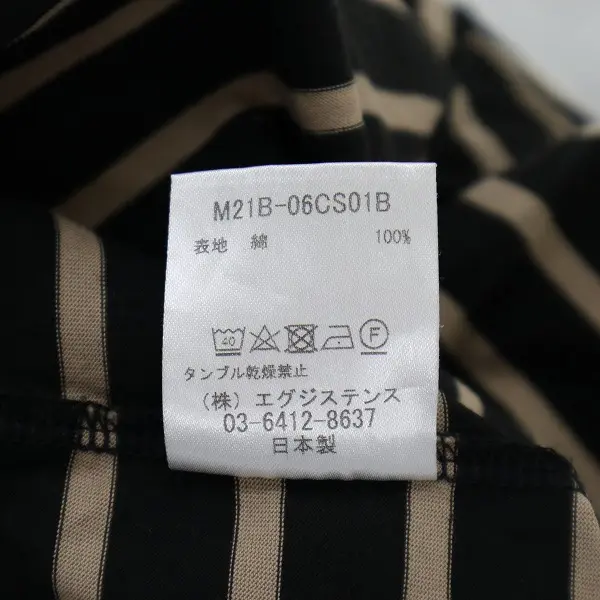 M21B-06CS01B
表地 綿 100%
40 F
タンブル乾燥禁止
(株) エグジステンス
03-6412-8637
日本製